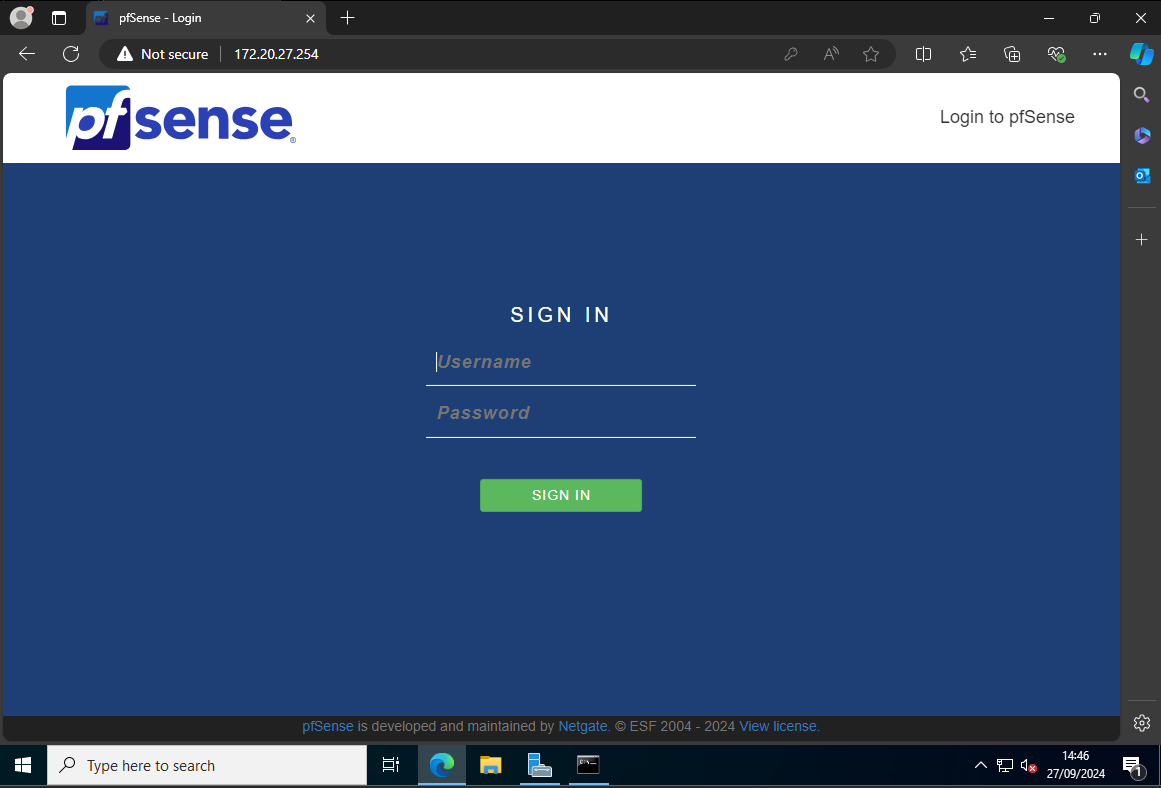 pfSense - Login
Not secure
172.20.27.254
pfsense®
Login to pfSense
SIGN IN
Username
Password
SIGN IN
pfSense is developed and maintained by Netgate. © ESF 2004 - 2024 View license.
Type here to search
14:46
27/09/2024
1